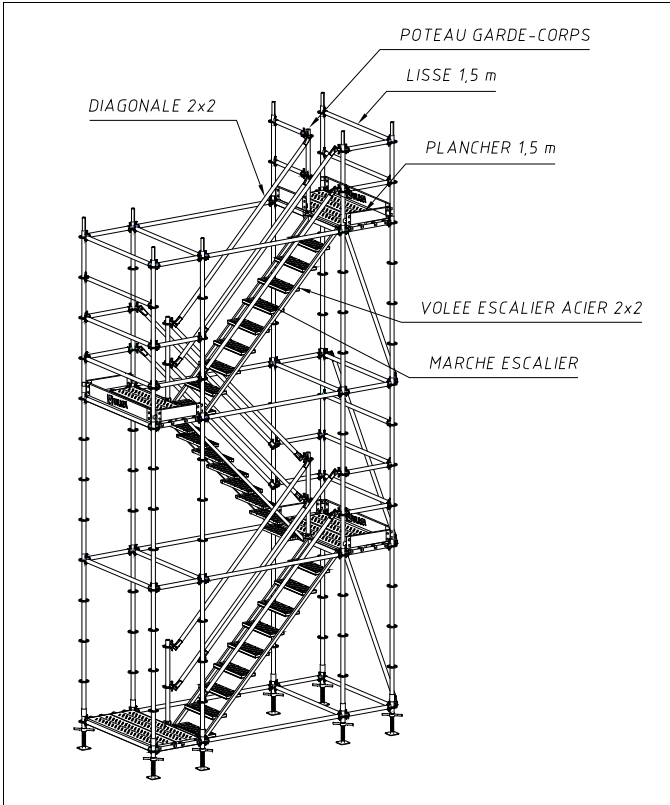 POTEAU GARDE-CORPS
LISSE 1,5 m
DIAGONALE 2x2
PLANCHER 1,5 m
VOLEE ESCALIER ACIER 2x2
MARCHE ESCALIER